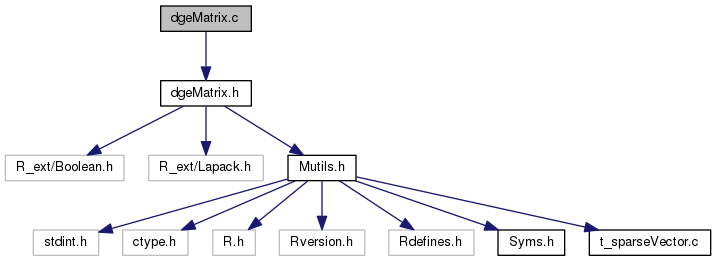 dgeMatrix.c
dgeMatrix.h
R_ext/Boolean.h
R_ext/Lapack.h
Mutils.h
stdint.h
ctype.h
R.h
Rversion.h
Rdefines.h
Syms.h
t_sparseVector.c